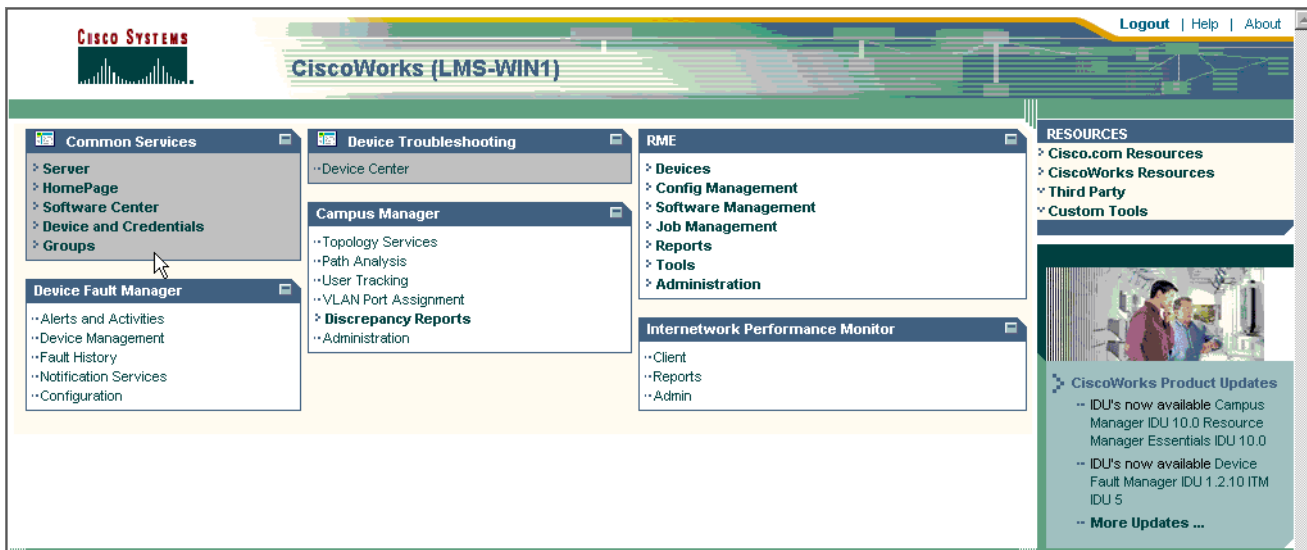 Logout | Help | About
CISCO SYSTEMS
CiscoWorks (LMS-WIN1)
Common Services
Server
HomePage
Software Center
Device and Credentials
Groups
Device Fault Manager
Alerts and Activities
Device Management
Fault History
Notification Services
Configuration
Device Troubleshooting
Device Center
Campus Manager
Topology Services
Path Analysis
User Tracking
VLAN Port Assignment
Discrepancy Reports
Administration
RME
Devices
Config Management
Software Management
Job Management
Reports
Tools
Administration
Internetwork Performance Monitor
Client
Reports
Admin
RESOURCES
Cisco.com Resources
CiscoWorks Resources
Third Party
Custom Tools
CiscoWorks Product Updates
IDU's now available Campus
Manager IDU 10.0 Resource
Manager Essentials IDU 10.0
IDU's now available Device
Fault Manager IDU 1.2.10 ITM
IDU 5
More Updates ...